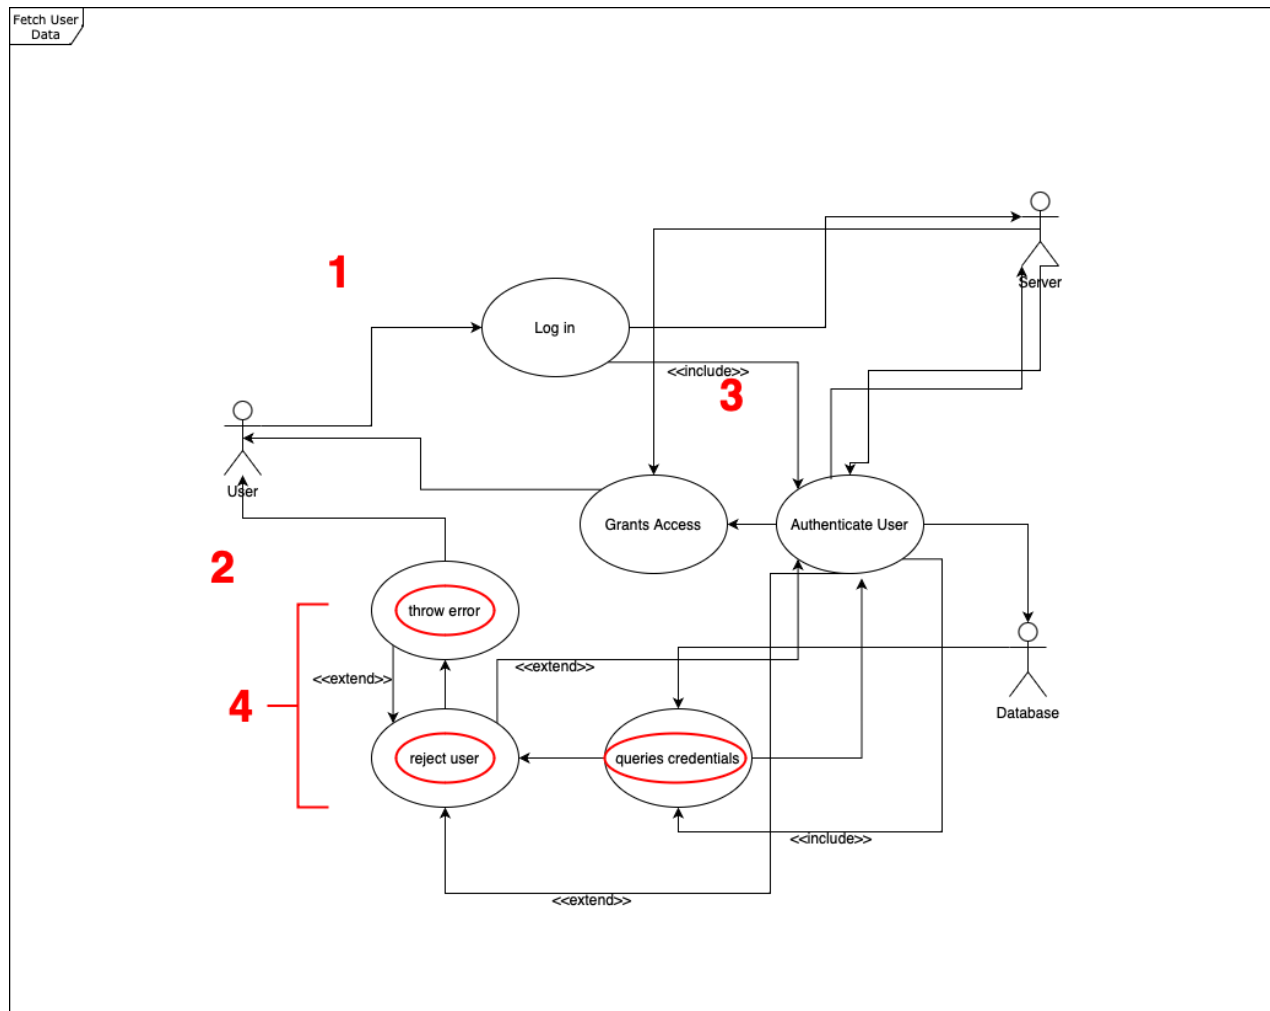 Fetch User
Data
1
Server
Log in
<<include>>
3
User
Grants Access
Authenticate User
2
throw error
<<extend>>
<<extend>>
4
Database
reject user
queries credentials
<<include>>
<<extend>>